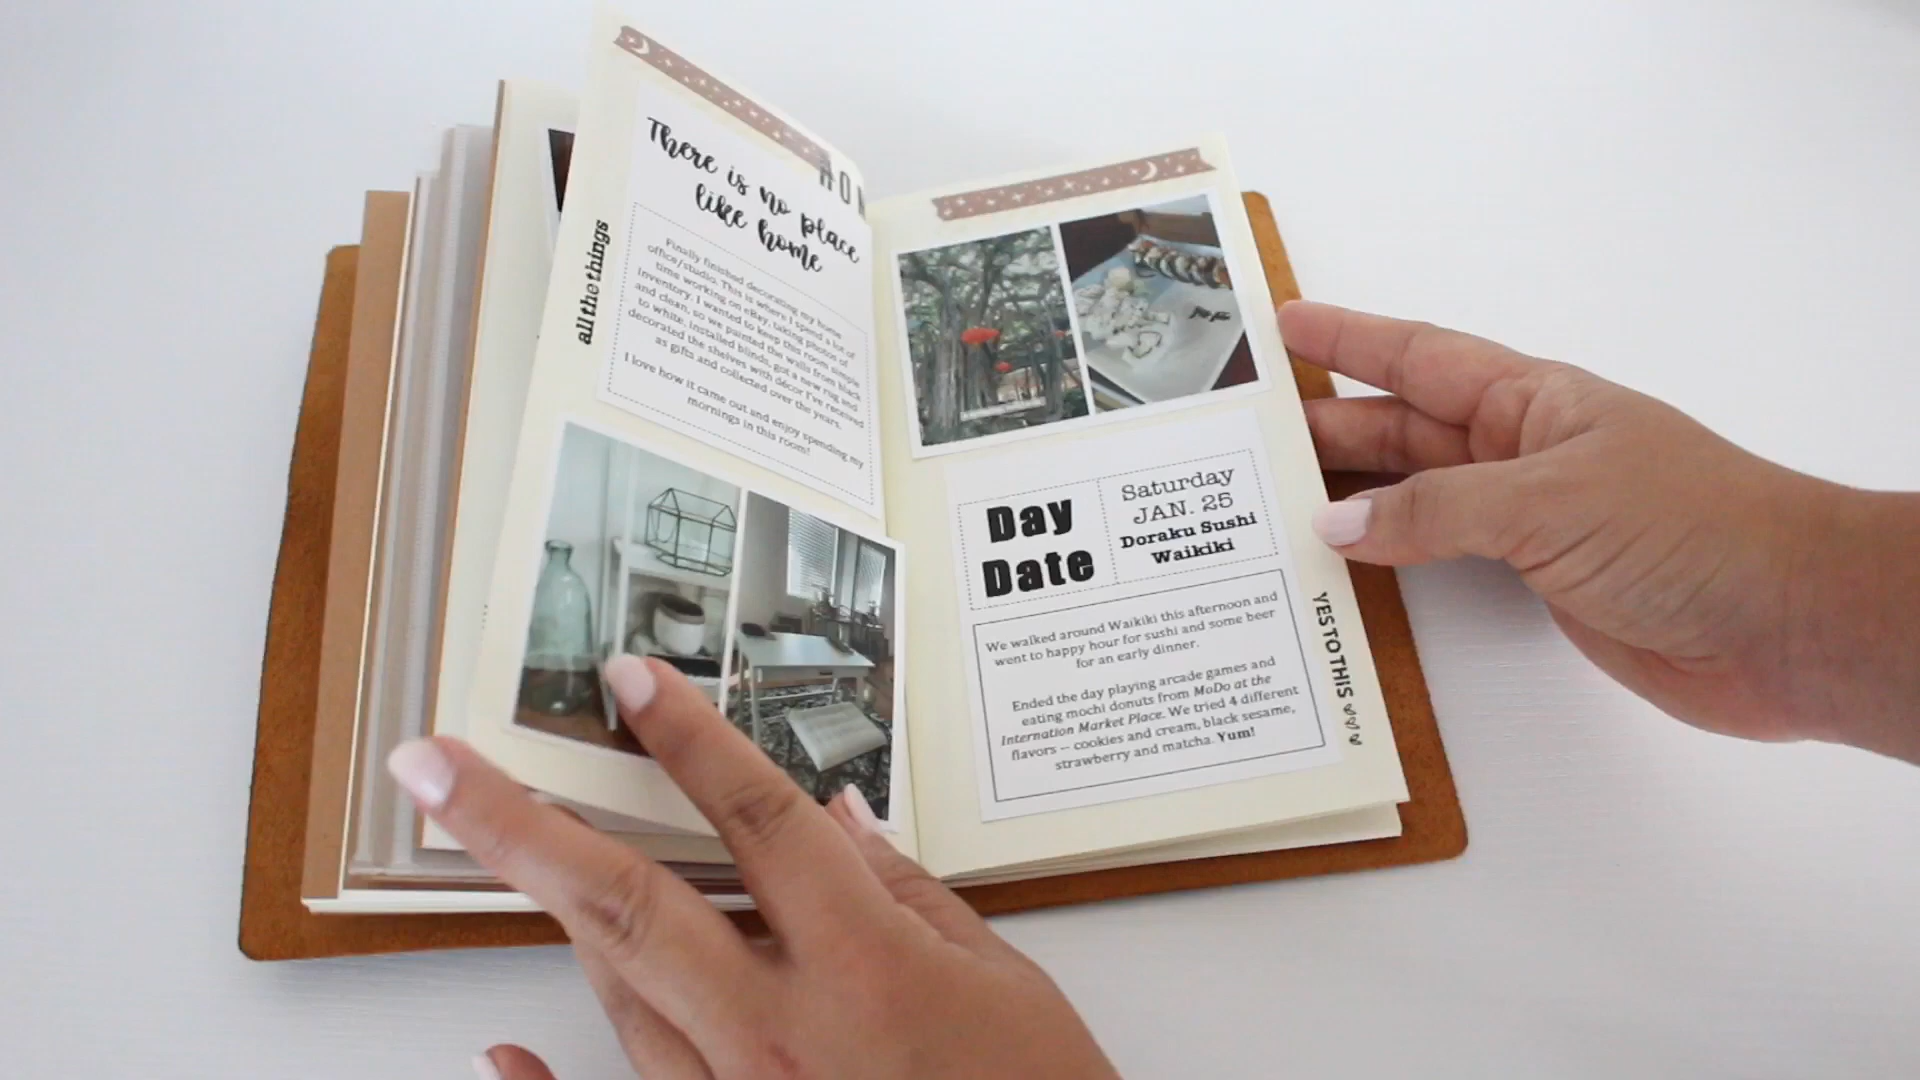 HOM
There is no place
like home
all the things
Finally finished decorating my home
office/studio. This is where I spend a lot of
time working on eBay, taking photos of
inventory. I wanted to keep this room simple
and clean, so we painted the walls from black
to white, installed blinds, got a new rug and
decorated the shelves with décor I've received
as gifts and collected over the years.
I love how it came out and enjoy spending my
mornings in this room!
Day
Date
Saturday
JAN. 25
Doraku Sushi
Waikiki
We walked around Waikiki this afternoon and
went to happy hour for sushi and some beer
for an early dinner.
Ended the day playing arcade games and
eating mochi donuts from MoDo at the
Internation Market Place. We tried 4 different
flavors -- cookies and cream, black sesame,
strawberry and matcha. Yum!
YES TO THIS